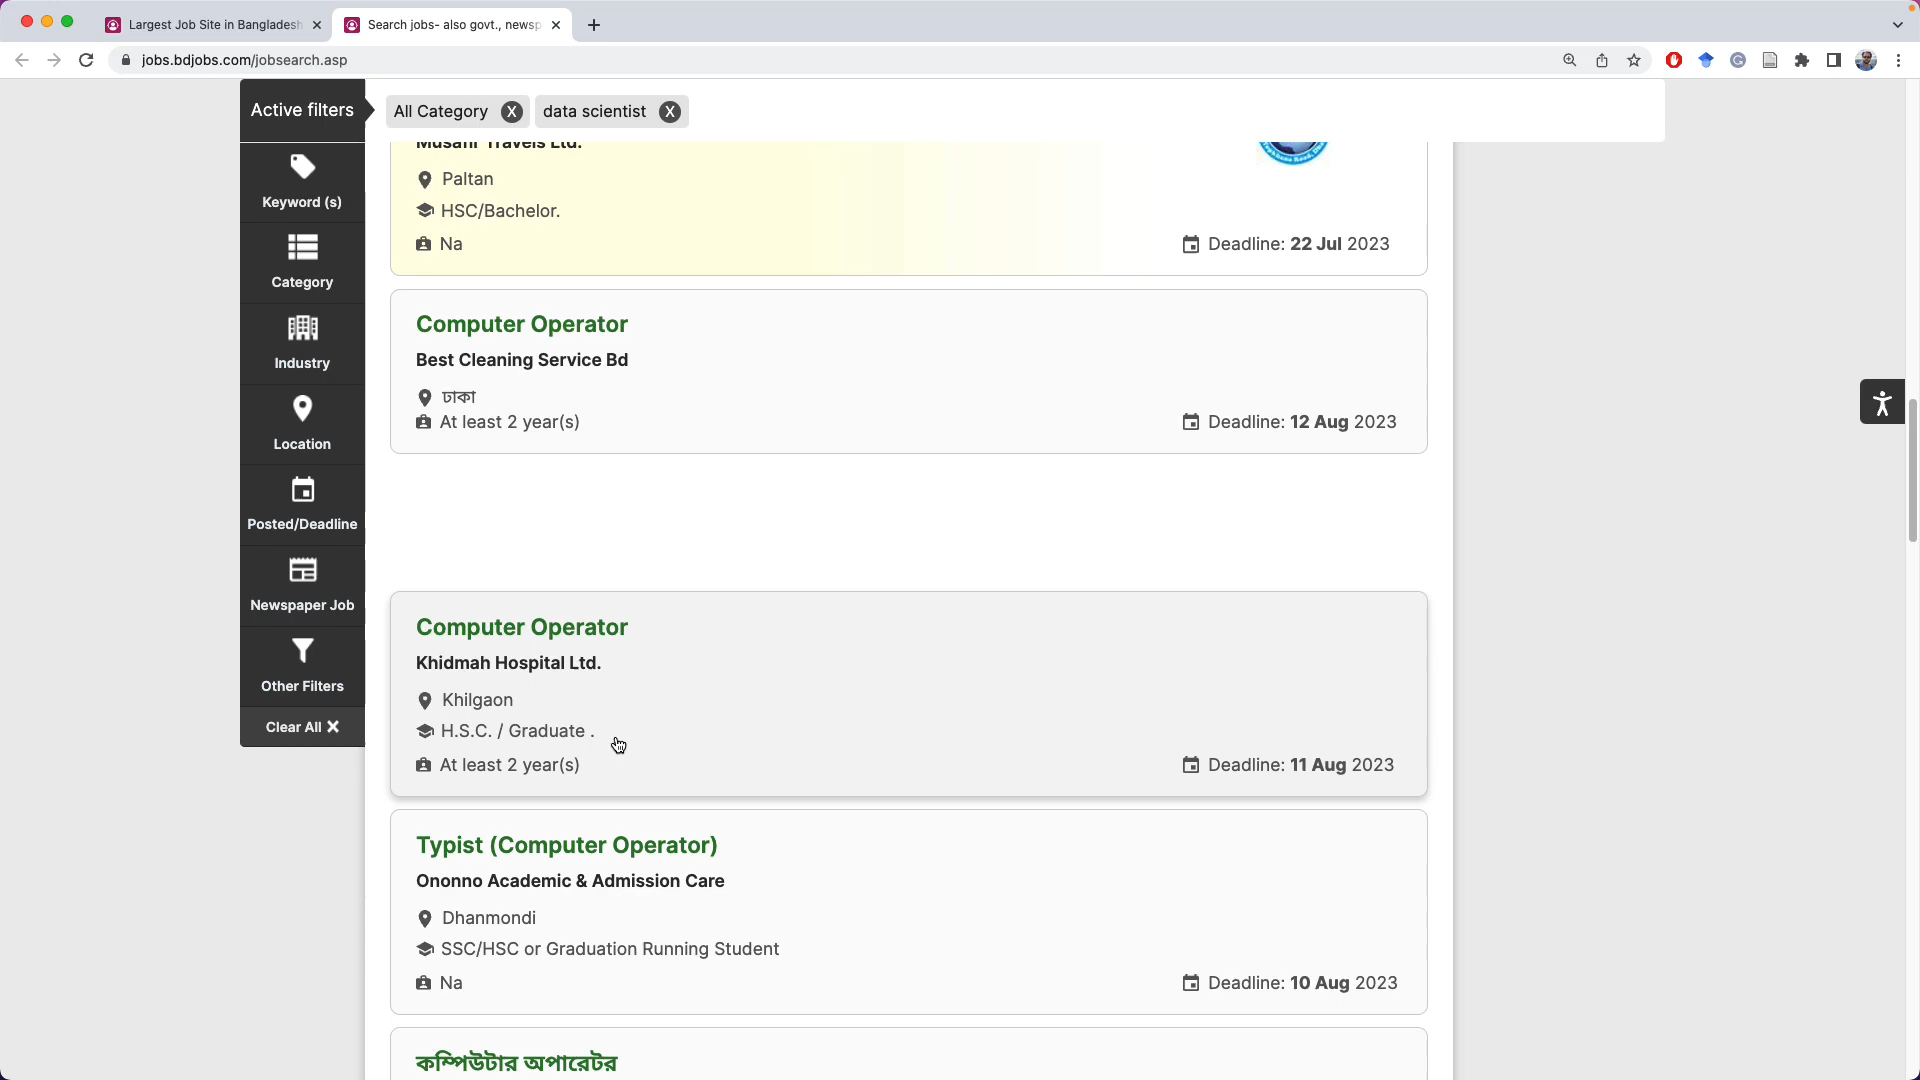 Largest Job Site in Bangladesh
Search jobs- also govt., newsp
jobs.bdjobs.com/jobsearch.asp
Active filters
All Category X
data scientist X
Musafir Travels Ltd.
Paltan
HSC/Bachelor.
Na
Deadline: 22 Jul 2023
Keyword (s)
Category
Industry
Location
Posted/Deadline
Newspaper Job
Other Filters
Clear All X
Computer Operator
Best Cleaning Service Bd
ঢাকা
At least 2 year(s)
Deadline: 12 Aug 2023
Computer Operator
Khidmah Hospital Ltd.
Khilgaon
H.S.C. / Graduate .
At least 2 year(s)
Deadline: 11 Aug 2023
Typist (Computer Operator)
Ononno Academic & Admission Care
Dhanmondi
SSC/HSC or Graduation Running Student
Na
Deadline: 10 Aug 2023
কম্পিউটার অপারেটর